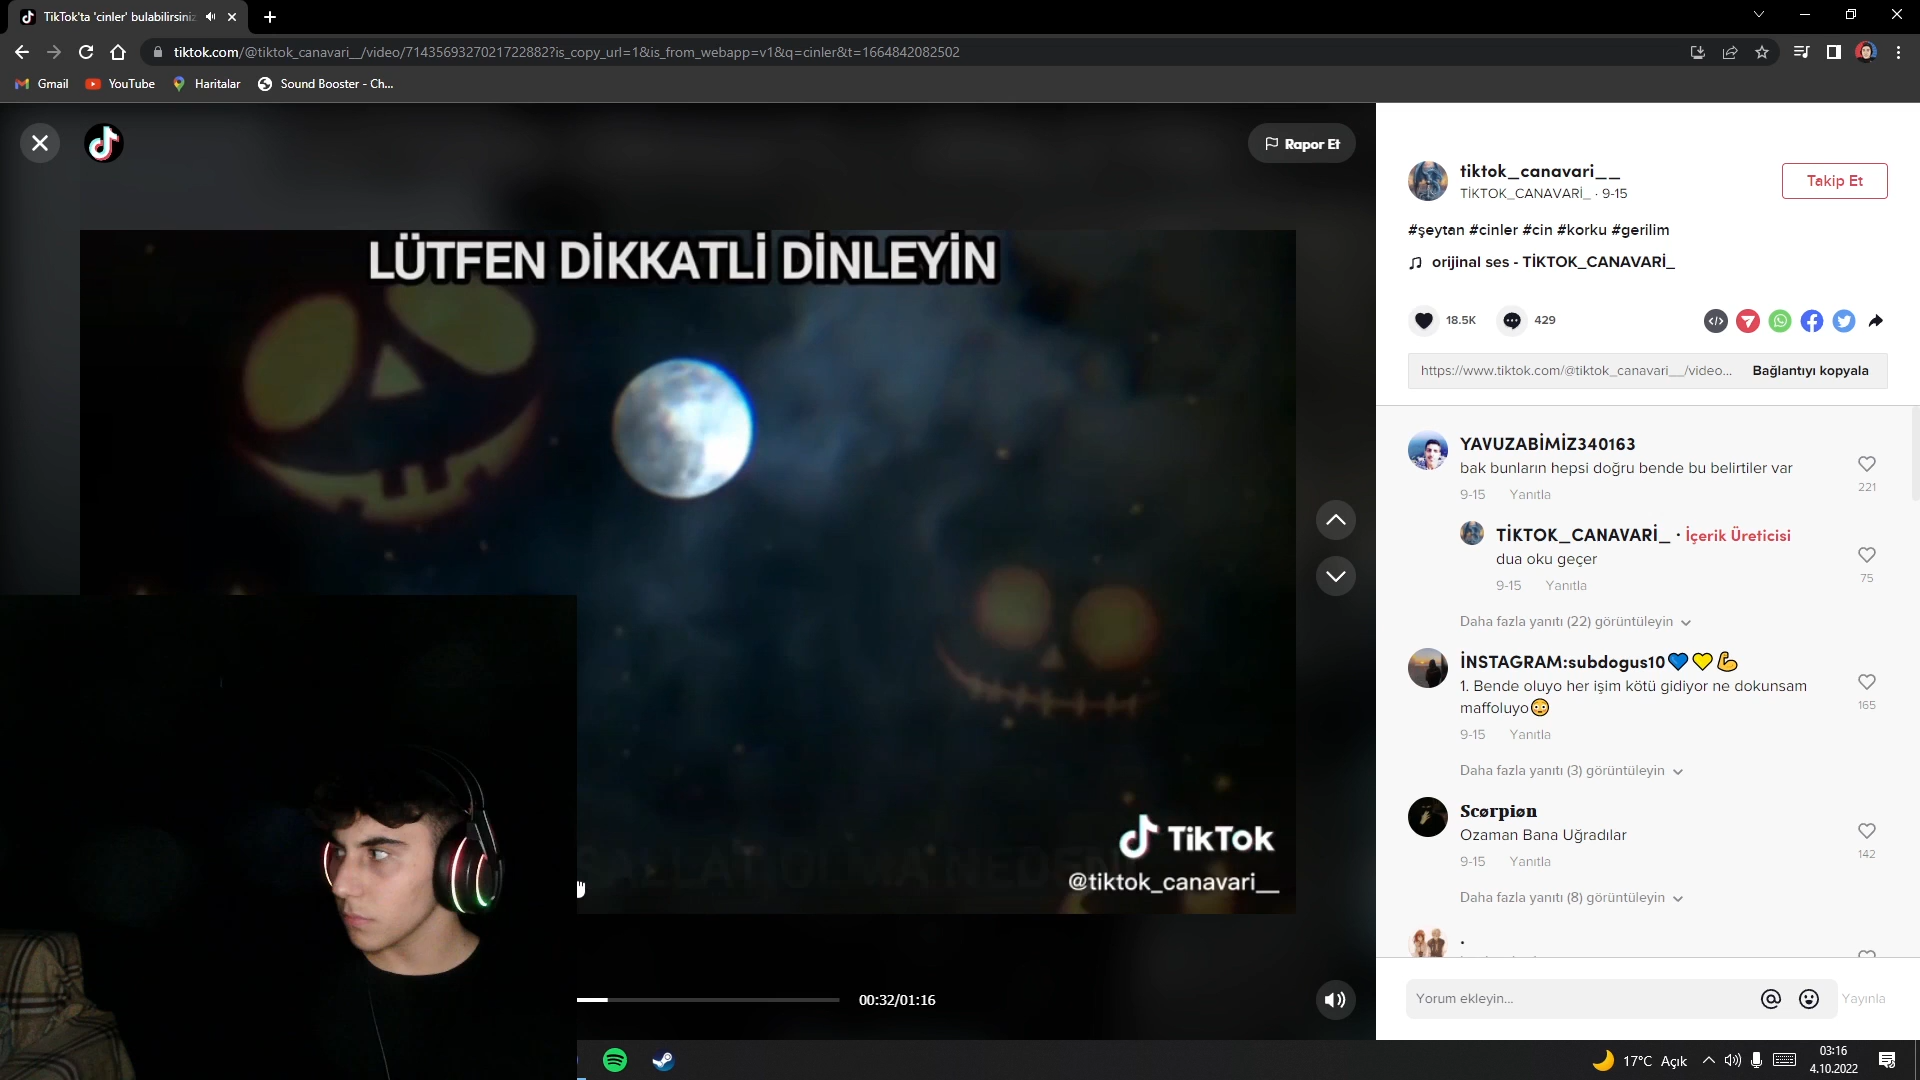 TikTok'ta 'cinler' bulabilirsiniz
tiktok.com/@tiktok_canavari__/video/7143569327021722882?is_copy_url=1&is_from_webapp=v1&q=cinler&t=1664842082502
Gmail
YouTube
Haritalar
Sound Booster - Ch...
Rapor Et
LÜTFEN DİKKATLİ DİNLEYİN
TikTok
@tiktok_canavari__
00:32/01:16
tiktok_canavari__
TİKTOK_CANAVARİ_ · 9-15
Takip Et
#şeytan #cinler #cin #korku #gerilim
orijinal ses - TİKTOK_CANAVARİ_
18.5K
429
https://www.tiktok.com/@tiktok_canavari__/video...
Bağlantıyı kopyala
YAVUZABİMİZ340163
bak bunların hepsi doğru bende bu belirtiler var
9-15 Yanıtla
221
TİKTOK_CANAVARİ_ · İçerik Üreticisi
dua oku geçer
9-15 Yanıtla
75
Daha fazla yanıtı (22) görüntüleyin
İNSTAGRAM:subdogus10💙💛💪
1. Bende oluyo her işim kötü gidiyor ne dokunsam
maffoluyo😳
9-15 Yanıtla
165
Daha fazla yanıtı (3) görüntüleyin
Scørpiøn
Ozaman Bana Uğradılar
9-15 Yanıtla
142
Daha fazla yanıtı (8) görüntüleyin
.
Yorum ekleyin...
Yayınla
17°C Açık
03:16
4.10.2022